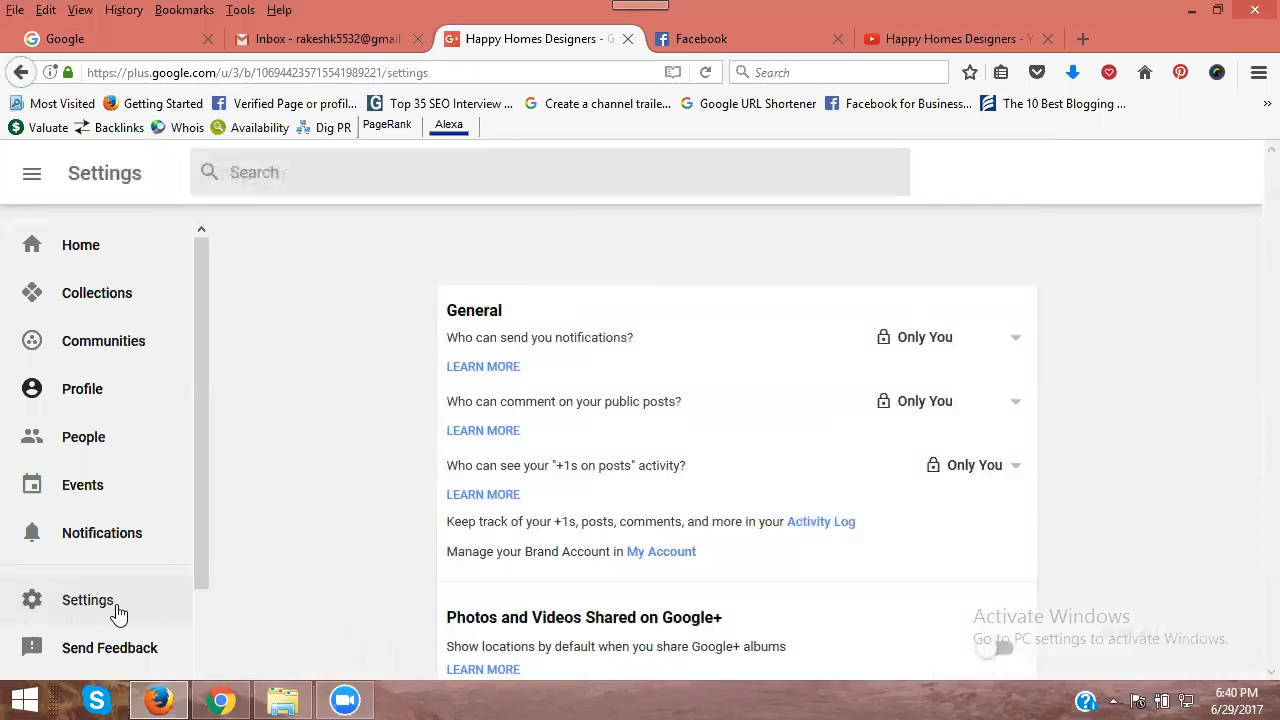 File Edit View History Bookmarks Tools Help
Google
Inbox - rakeshk5532@gmail
Happy Homes Designers - G
Facebook
Happy Homes Designers - Y
https://plus.google.com/u/3/b/106944235715541989221/settings
Search
Most Visited
Getting Started
Verified Page or profil...
Top 35 SEO Interview ...
Create a channel traile...
Google URL Shortener
Facebook for Business...
The 10 Best Blogging ...
Valuate
Backlinks
Whois
Availability
Dig PR
PageRank
Alexa
Settings
Search
Home
Collections
Communities
Profile
People
Events
Notifications
Settings
Send Feedback
General
Who can send you notifications?
Only You
LEARN MORE
Who can comment on your public posts?
Only You
LEARN MORE
Who can see your "+1s on posts" activity?
Only You
LEARN MORE
Keep track of your +1s, posts, comments, and more in your Activity Log
Manage your Brand Account in My Account
Photos and Videos Shared on Google+
Show locations by default when you share Google+ albums
LEARN MORE
Activate Windows
Go to PC settings to activate Windows.
6:40 PM
6/29/2017